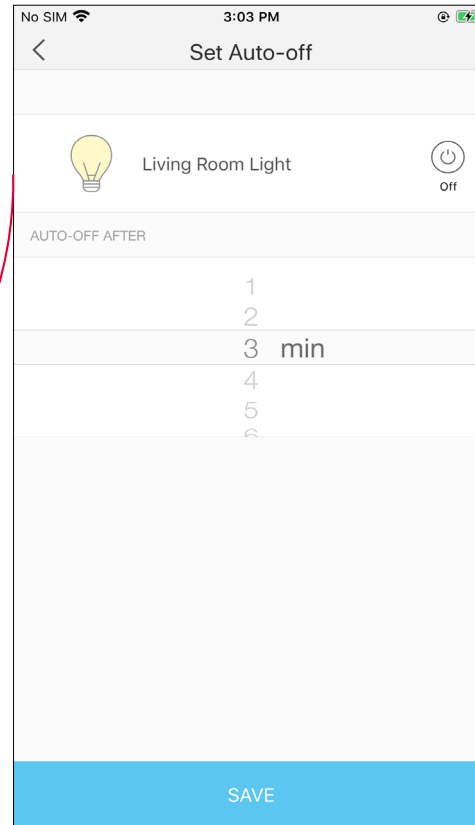 No SIM 3:03 PM
Set Auto-off
Living Room Light
Off
AUTO-OFF AFTER
1
2
3 min
4
5
6
SAVE